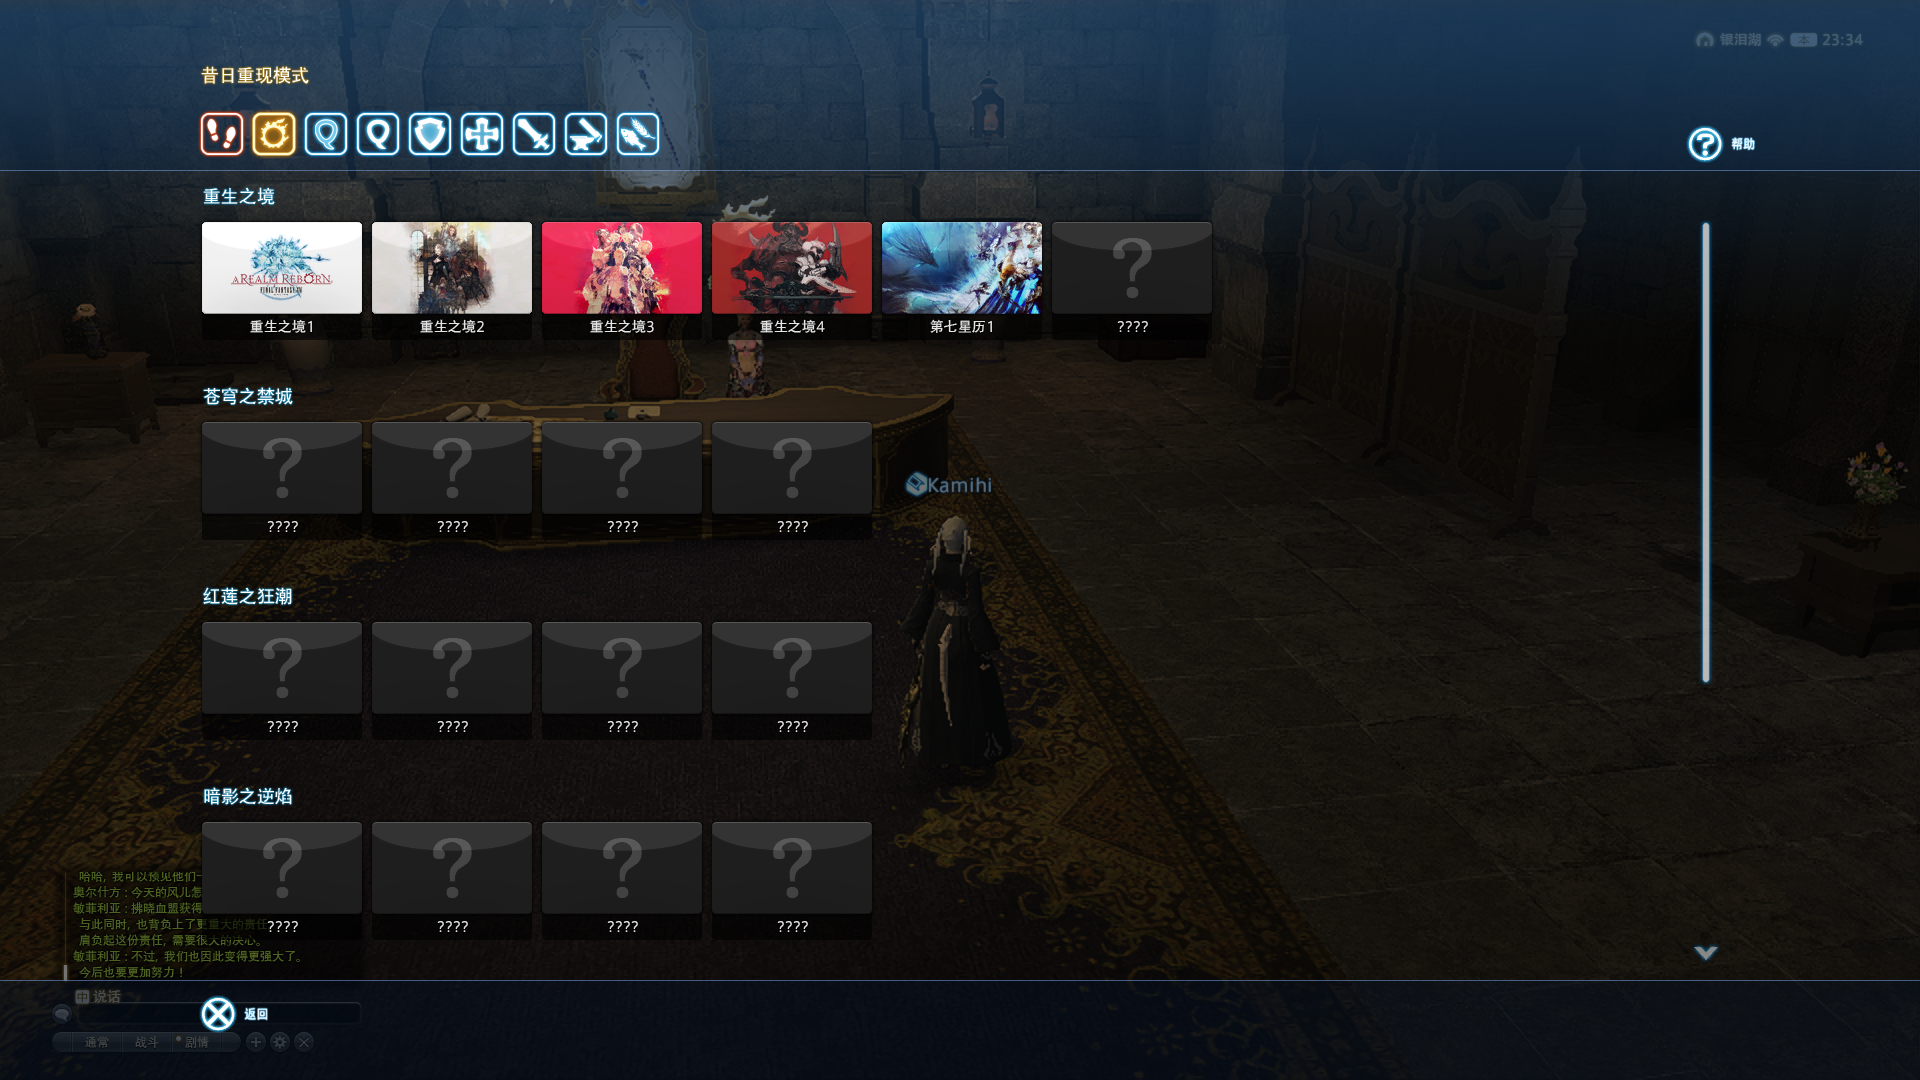 银泪湖 本 23:34
昔日重现模式
帮助
重生之境
A REALM REBORN
FINAL FANTASY XIV
重生之境1
重生之境2
重生之境3
重生之境4
第七星历1
????
苍穹之禁城
????
????
????
????
Kamihi
红莲之狂潮
????
????
????
????
暗影之逆焰
????
????
????
????
哈哈, 我可以预见他们
奥尔什方 : 今天的风儿怎
敏菲利亚 : 拂晓血盟获得
与此同时, 也背负上了更重大的责任
肩负起这份责任, 需要很大的决心。
敏菲利亚 : 不过, 我们也因此变得更强大了。
今后也要更加努力！
中 说话
返回
通常 战斗 剧情